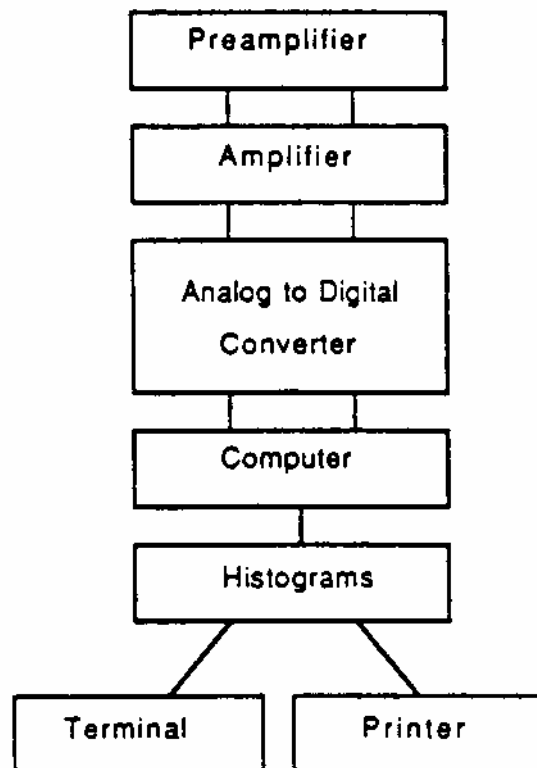 Preamplifier
Amplifier
Analog to Digital
Converter
Computer
Histograms
Terminal
Printer